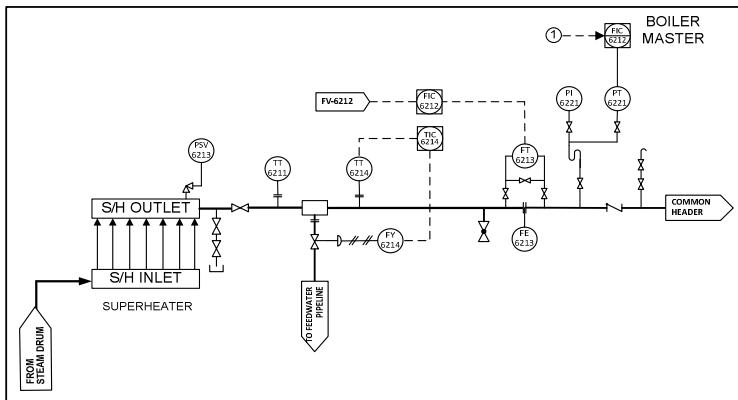 BOILER
MASTER
1
FIC
6212
FV-6212
FIC
6212
PI
6221
PT
6221
TIC
6214
PSV
6213
TT
6211
TT
6214
FT
6213
S/H OUTLET
COMMON
HEADER
FY
6214
FE
6213
S/H INLET
SUPERHEATER
TO FEEDWATER
PIPELINE
FROM
STEAM DRUM